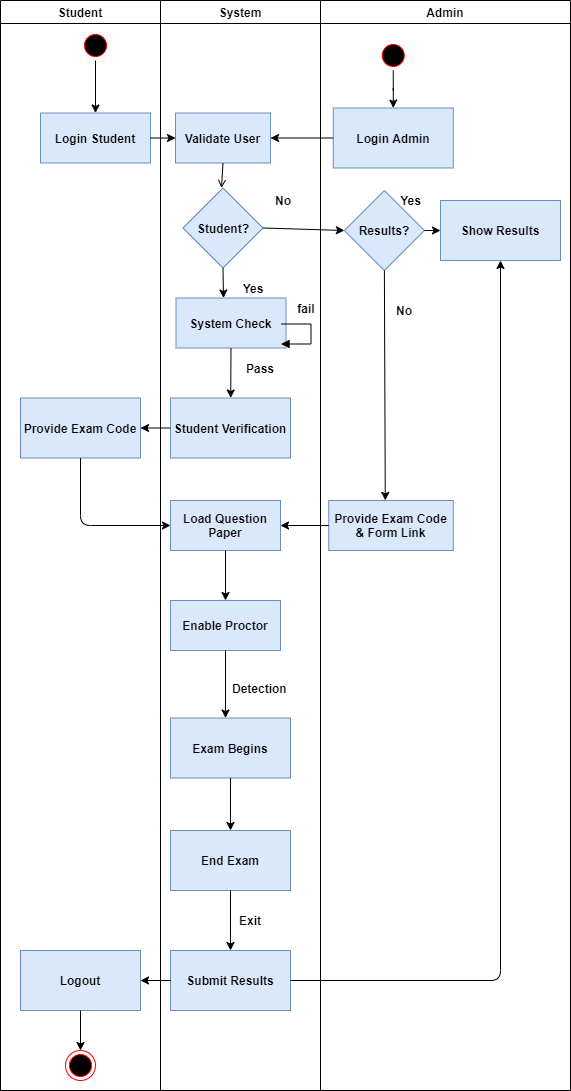 Student
System
Admin
Login Student
Validate User
Login Admin
Student?
No
Results?
Yes
Show Results
Yes
System Check
fail
No
Pass
Provide Exam Code
Student Verification
Load Question
Paper
Provide Exam Code
& Form Link
Enable Proctor
Detection
Exam Begins
End Exam
Exit
Logout
Submit Results